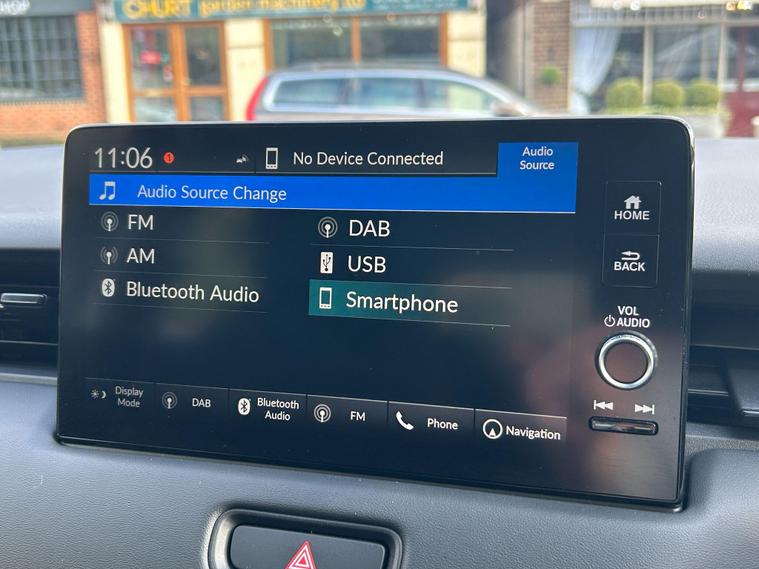 CHURT garden machinery ltd
11:06
1
No Device Connected
Audio
Source
Audio Source Change
FM
DAB
AM
USB
Bluetooth Audio
Smartphone
HOME
BACK
VOL
AUDIO
Display
Mode
DAB
Bluetooth
Audio
FM
Phone
Navigation